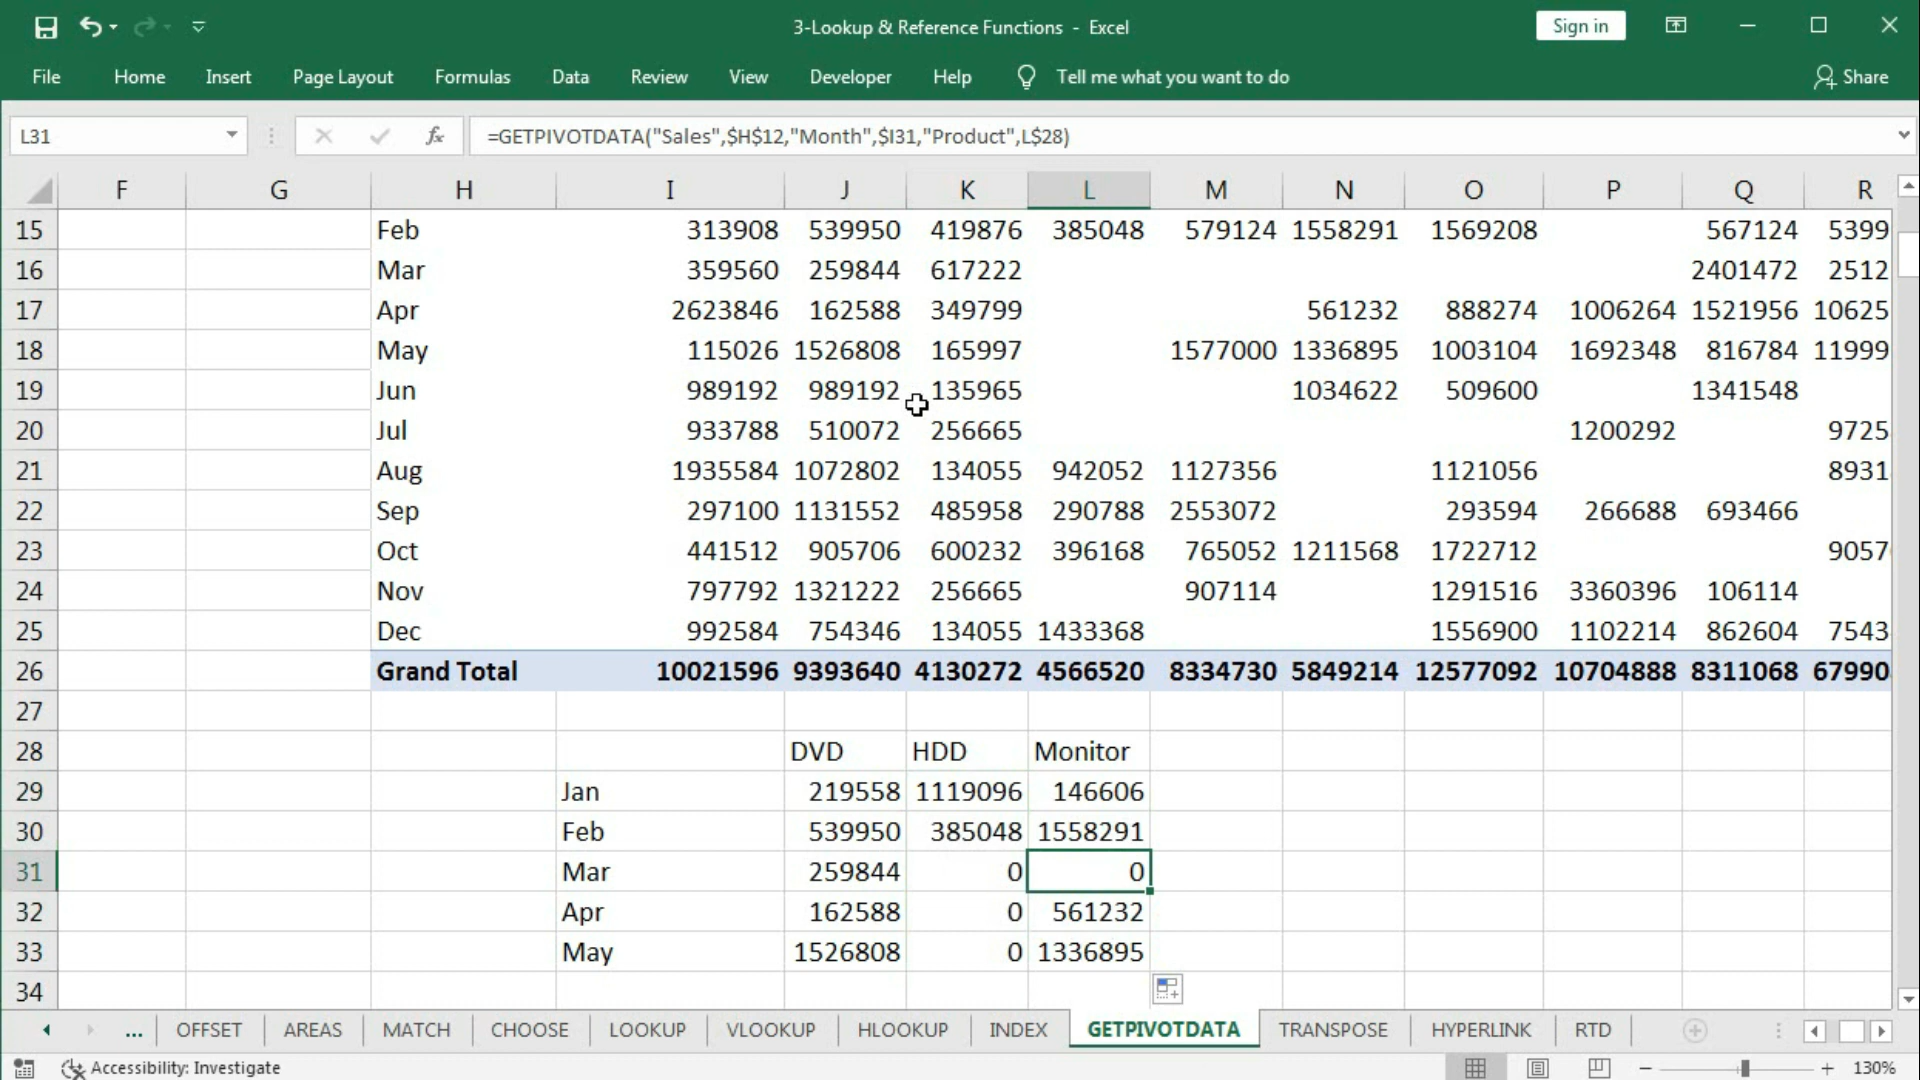 3-Lookup & Reference Functions - Excel
Sign in
File Home Insert Page Layout Formulas Data Review View Developer Help Tell me what you want to do Share
L31 fx =GETPIVOTDATA("Sales",$H$12,"Month",$I31,"Product",L$28)
F G H I J K L M N O P Q R
15 Feb 313908 539950 419876 385048 579124 1558291 1569208 567124 5399
16 Mar 359560 259844 617222 2401472 2512
17 Apr 2623846 162588 349799 561232 888274 1006264 1521956 10625
18 May 115026 1526808 165997 1577000 1336895 1003104 1692348 816784 11999
19 Jun 989192 989192 135965 1034622 509600 1341548
20 Jul 933788 510072 256665 1200292 9725
21 Aug 1935584 1072802 134055 942052 1127356 1121056 8931
22 Sep 297100 1131552 485958 290788 2553072 293594 266688 693466
23 Oct 441512 905706 600232 396168 765052 1211568 1722712 9057
24 Nov 797792 1321222 256665 907114 1291516 3360396 106114
25 Dec 992584 754346 134055 1433368 1556900 1102214 862604 7543
26 Grand Total 10021596 9393640 4130272 4566520 8334730 5849214 12577092 10704888 8311068 67990
27
28 DVD HDD Monitor
29 Jan 219558 1119096 146606
30 Feb 539950 385048 1558291
31 Mar 259844 0 0
32 Apr 162588 0 561232
33 May 1526808 0 1336895
34
... OFFSET AREAS MATCH CHOOSE LOOKUP VLOOKUP HLOOKUP INDEX GETPIVOTDATA TRANSPOSE HYPERLINK RTD
Accessibility: Investigate 130%